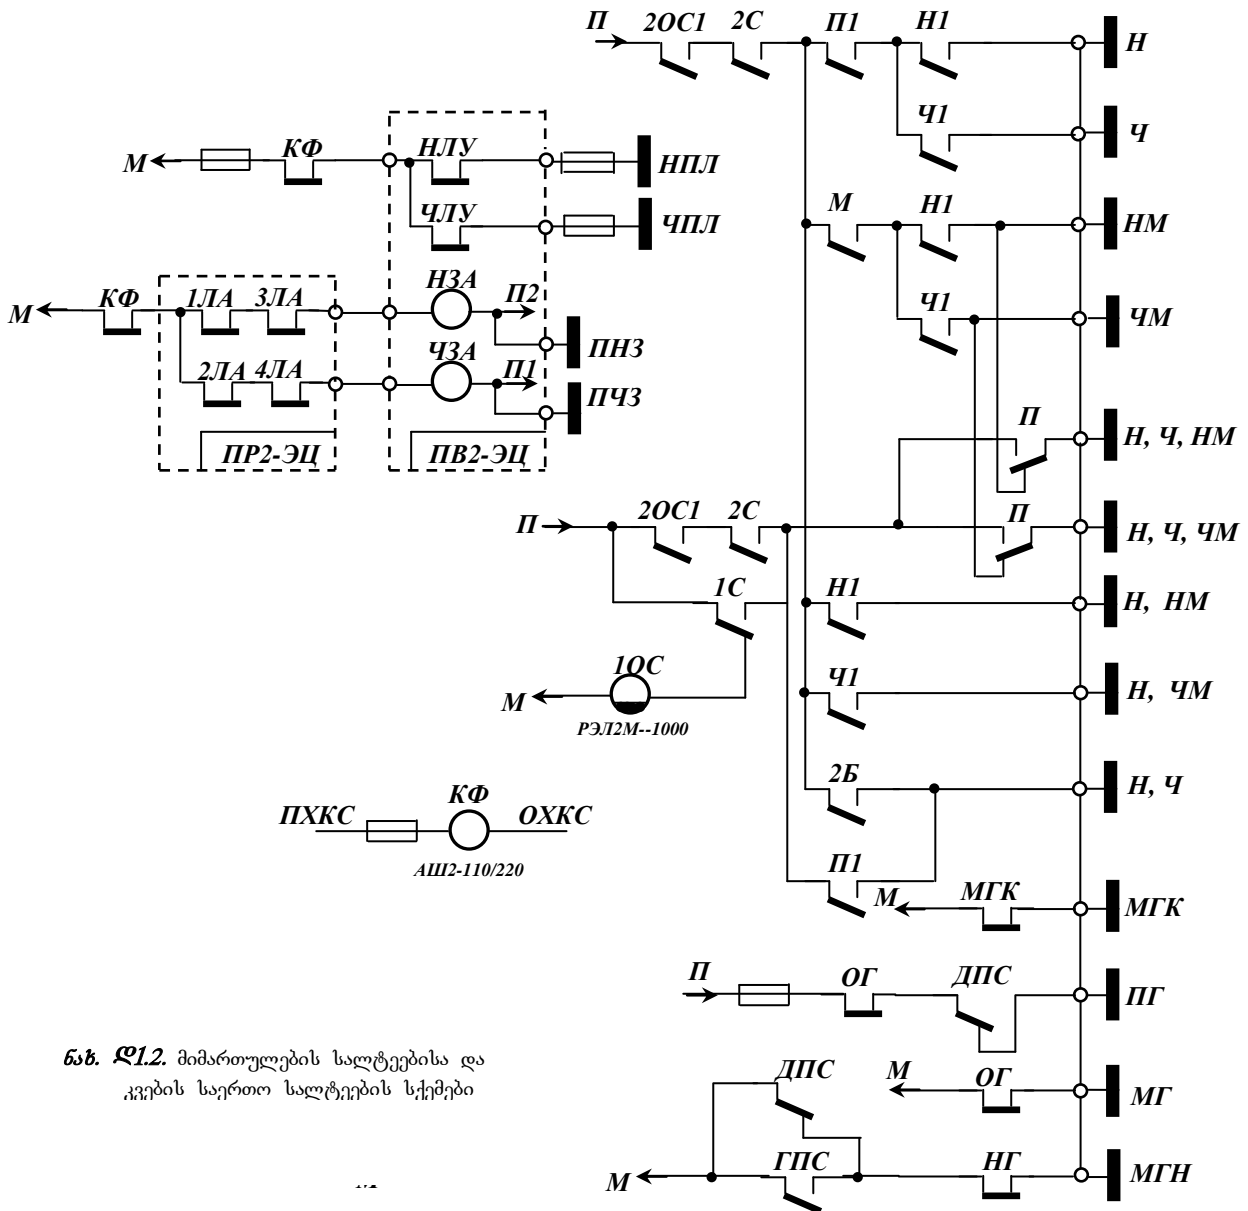 П 2ОС1 2С П1 Н1 Н
Ч1 Ч
М КФ НЛУ НПЛ
ЧЛУ ЧПЛ
М Н1 НМ
М КФ 1ЛА 3ЛА НЗА П2
Ч1 ЧМ
ПНЗ
2ЛА 4ЛА ЧЗА П1
ПЧЗ
ПР2-ЭЦ ПВ2-ЭЦ
П Н, Ч, НМ
П 2ОС1 2С П Н, Ч, ЧМ
1С Н1 Н, НМ
М 1ОС Ч1 Н, ЧМ
РЭЛ2М--1000
2Б Н, Ч
ПХКС КФ ОХКС
АШ2-110/220
П1
М МГК МГК
П ОГ ДПС ПГ
ნახ. Დ1.2. მიმართულების სალტეებისა და
კვების საერთო სალტეების სქემები
ДПС М ОГ МГ
М ГПС НГ МГН